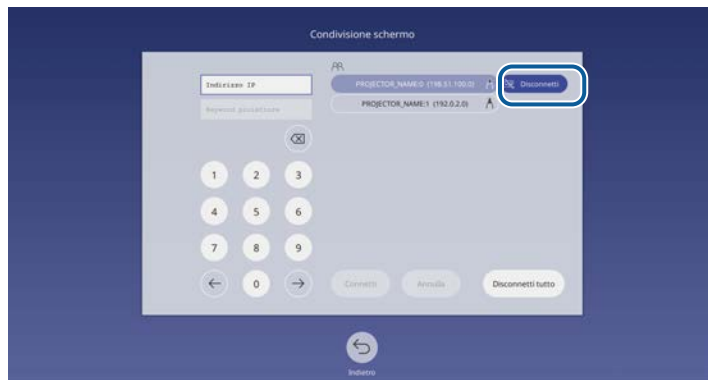 Condivisione schermo
Indirizzo IP
Keyword proiettore
PROJECTOR_NAME:0 (198.51.100.0)
Disconnetti
PROJECTOR_NAME:1 (192.0.2.0)
1 2 3
4 5 6
7 8 9
0
Connetti
Annulla
Disconnetti tutto
Indietro